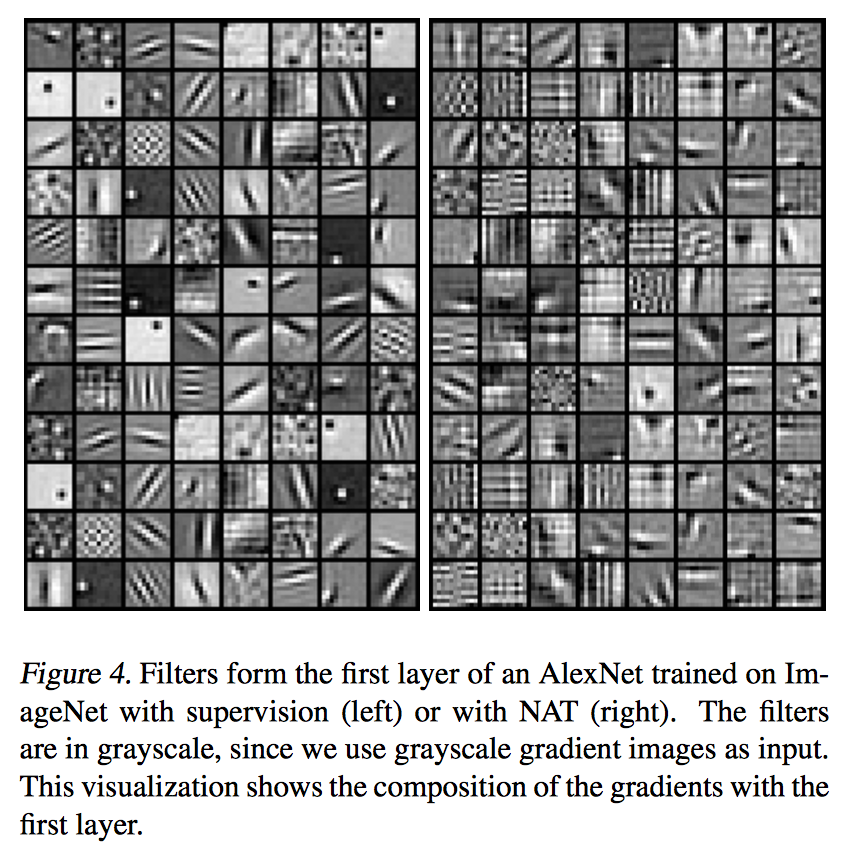 Figure 4. Filters form the first layer of an AlexNet trained on Im-
ageNet with supervision (left) or with NAT (right). The filters
are in grayscale, since we use grayscale gradient images as input.
This visualization shows the composition of the gradients with the
first layer.